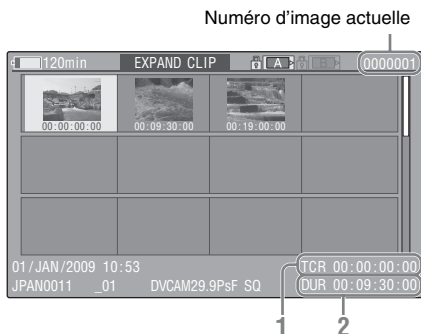 Numéro d'image actuelle
120min EXPAND CLIP A B 0000001
00:00:00:00 00:09:30:00 00:19:00:00
01/JAN/2009 10:53 TCR 00:00:00:00
JPAN0011 _01 DVCAM29.9PsF SQ DUR 00:09:30:00
1 2